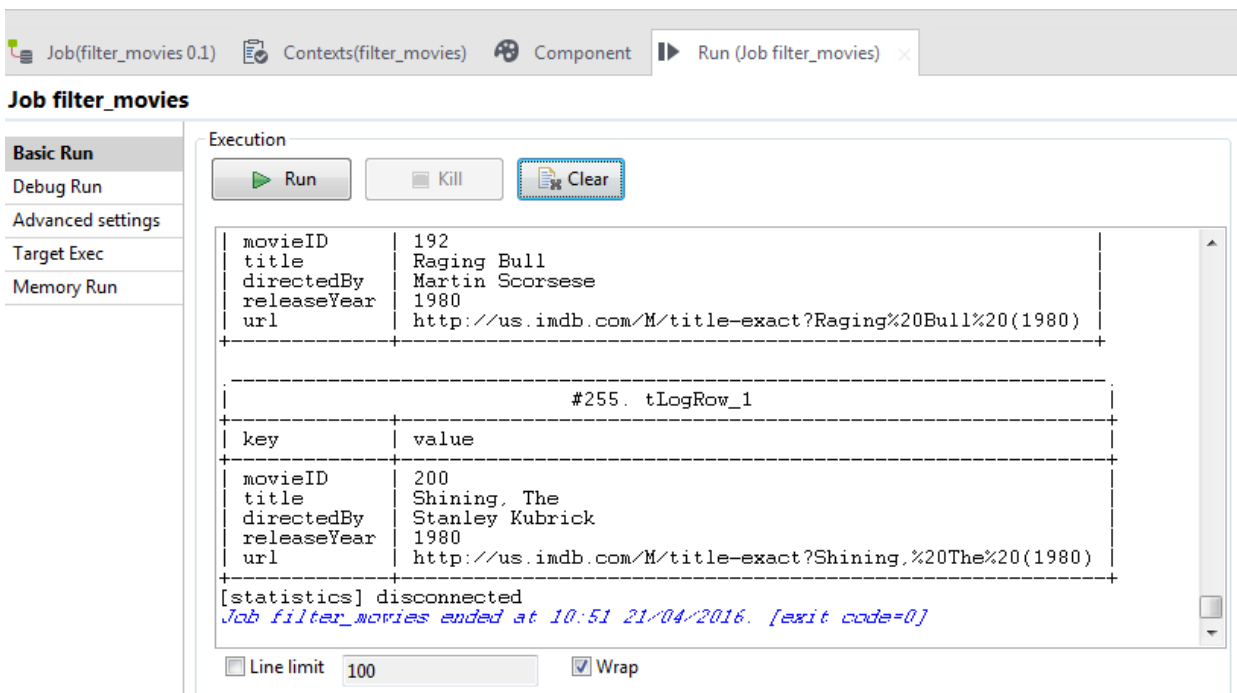 Job(filter_movies 0.1) Contexts(filter_movies) Component Run (Job filter_movies)
Job filter_movies
Basic Run
Debug Run
Advanced settings
Target Exec
Memory Run
Execution
Run Kill Clear
| movieID | 192 |
| title | Raging Bull |
| directedBy | Martin Scorsese |
| releaseYear | 1980 |
| url | http://us.imdb.com/M/title-exact?Raging%20Bull%20(1980) |
#255. tLogRow_1
| key | value |
| movieID | 200 |
| title | Shining, The |
| directedBy | Stanley Kubrick |
| releaseYear | 1980 |
| url | http://us.imdb.com/M/title-exact?Shining,%20The%20(1980) |
[statistics] disconnected
Job filter_movies ended at 10:51 21/04/2016. [exit code=0]
Line limit 100 Wrap